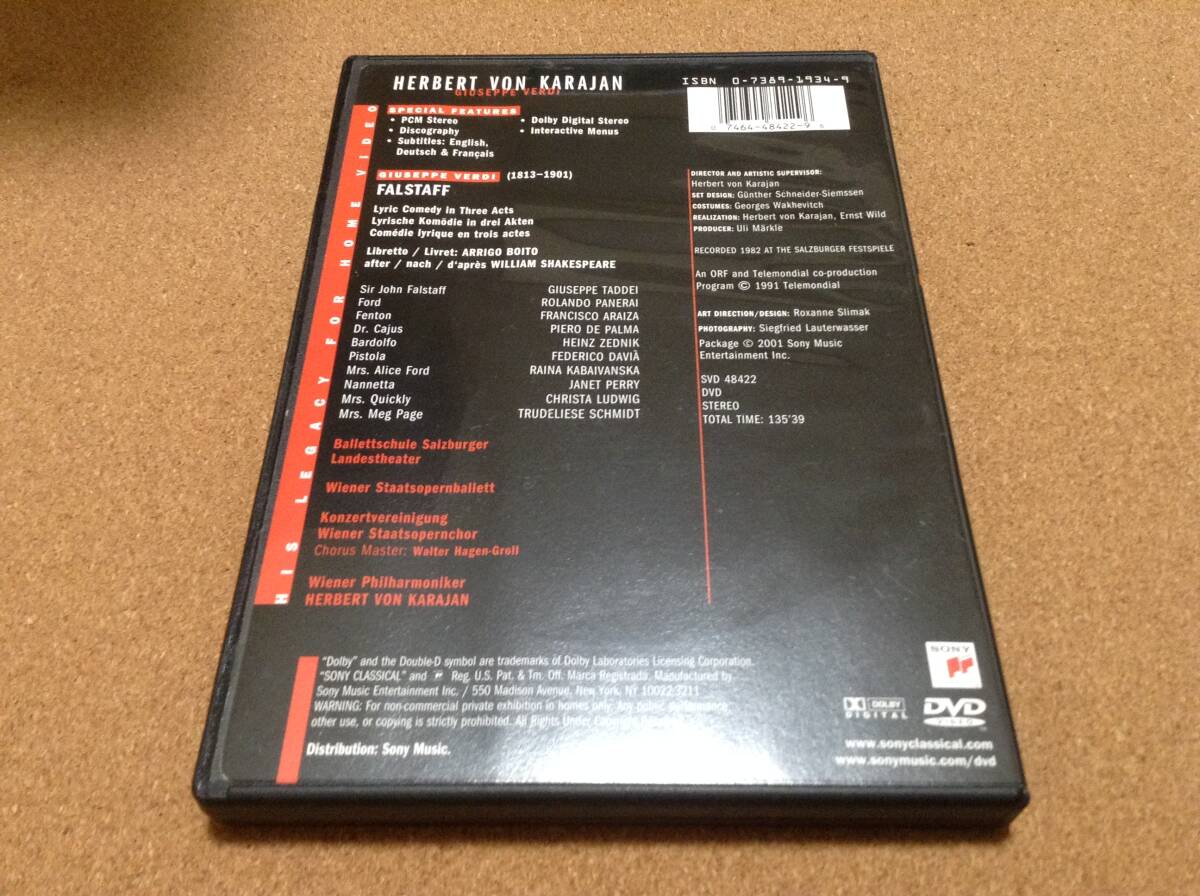 HERBERT VON KARAJAN
GIUSEPPE VERDI
SPECIAL FEATURES
• PCM Stereo
• Discography
• Subtitles: English,
Deutsch & Français
• Dolby Digital Stereo
• Interactive Menus
GIUSEPPE VERDI (1813–1901)
FALSTAFF
Lyric Comedy in Three Acts
Lyrische Komödie in drei Akten
Comédie lyrique en trois actes
Libretto / Livret: ARRIGO BOITO
after / nach / d'après WILLIAM SHAKESPEARE
Sir John Falstaff GIUSEPPE TADDEI
Ford ROLANDO PANERAI
Fenton FRANCISCO ARAIZA
Dr. Cajus PIERO DE PALMA
Bardolfo HEINZ ZEDNIK
Pistola FEDERICO DAVIÀ
Mrs. Alice Ford RAINA KABAIVANSKA
Nannetta JANET PERRY
Mrs. Quickly CHRISTA LUDWIG
Mrs. Meg Page TRUDELIESE SCHMIDT
Ballettschule Salzburger
Landestheater
Wiener Staatsopernballett
Konzertvereinigung
Wiener Staatsopernchor
Chorus Master: Walter Hagen-Groll
Wiener Philharmoniker
HERBERT VON KARAJAN
HIS LEGACY FOR HOME VIDEO
ISBN 0-7389-1934-9
0 7464-48422-9 6
DIRECTOR AND ARTISTIC SUPERVISOR:
Herbert von Karajan
SET DESIGN: Günther Schneider-Siemssen
COSTUMES: Georges Wakhevitch
REALIZATION: Herbert von Karajan, Ernst Wild
PRODUCER: Uli Märkle
RECORDED 1982 AT THE SALZBURGER FESTSPIELE
An ORF and Telemondial co-production
Program © 1991 Telemondial
ART DIRECTION/DESIGN: Roxanne Slimak
PHOTOGRAPHY: Siegfried Lauterwasser
Package © 2001 Sony Music
Entertainment Inc.
SVD 48422
DVD
STEREO
TOTAL TIME: 135'39
"Dolby" and the Double-D symbol are trademarks of Dolby Laboratories Licensing Corporation.
"SONY CLASSICAL" and Reg. U.S. Pat. & Tm. Off. Marca Registrada. Manufactured by
Sony Music Entertainment Inc. / 550 Madison Avenue, New York, NY 10022-3211
WARNING: For non-commercial private exhibition in homes only. Any public performance,
other use, or copying is strictly prohibited. All Rights Under Copyright
Distribution: Sony Music.
SONY
DOLBY
DIGITAL
DVD
VIDEO
www.sonyclassical.com
www.sonymusic.com/dvd